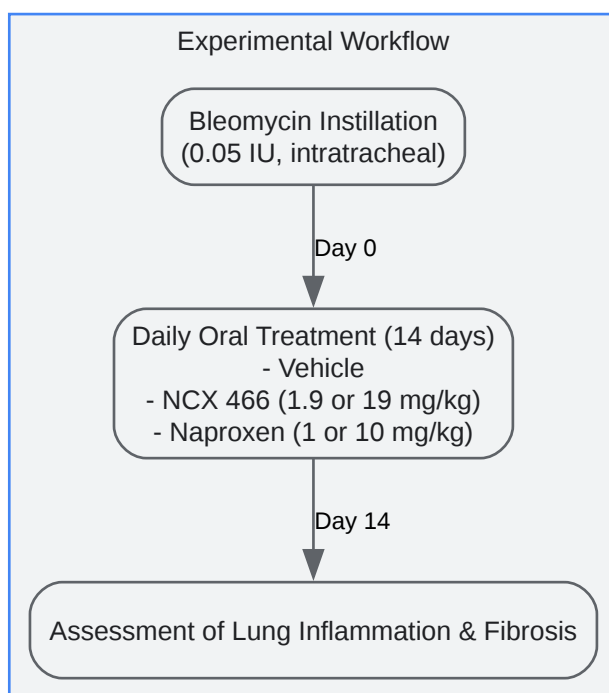 Experimental Workflow
Bleomycin Instillation
(0.05 IU, intratracheal)
Day 0
Daily Oral Treatment (14 days)
- Vehicle
- NCX 466 (1.9 or 19 mg/kg)
- Naproxen (1 or 10 mg/kg)
Day 14
Assessment of Lung Inflammation & Fibrosis